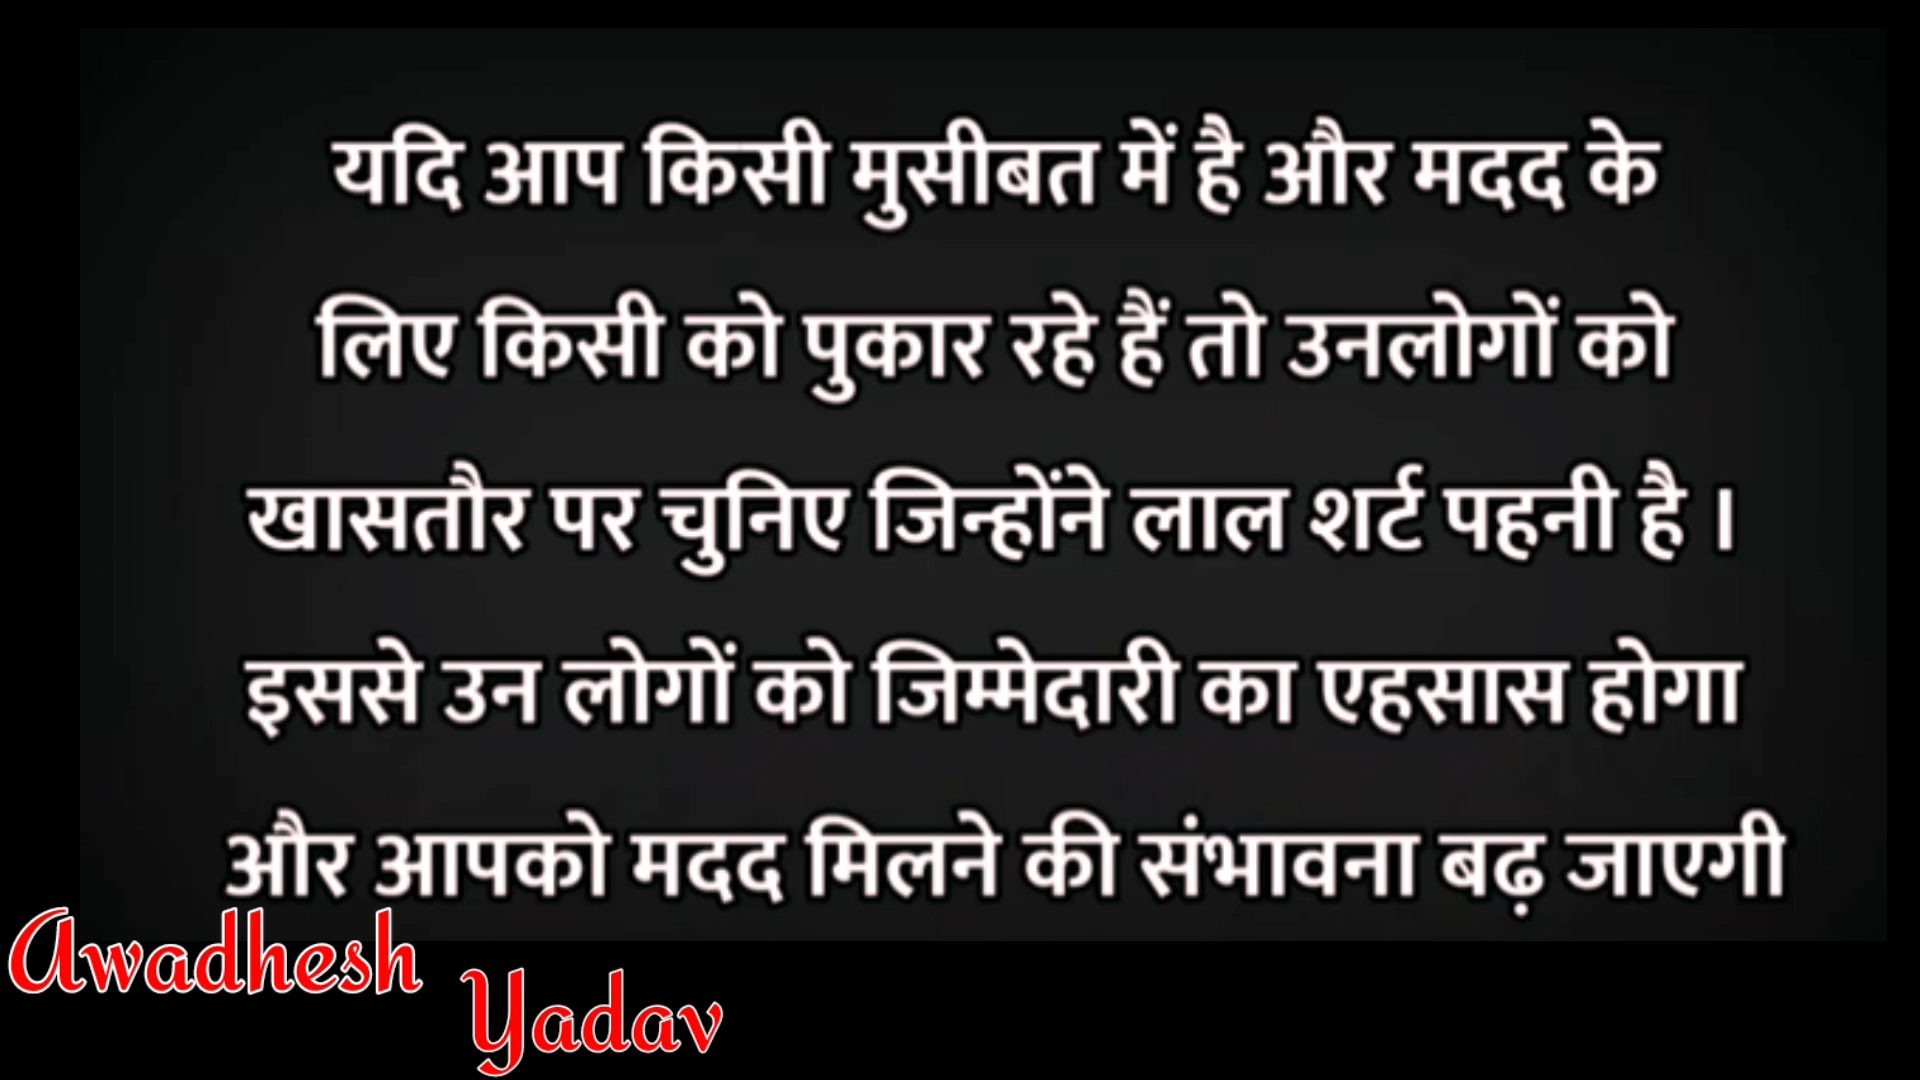 यदि आप किसी मुसीबत में है और मदद के
लिए किसी को पुकार रहे हैं तो उनलोगों को
खासतौर पर चुनिए जिन्होंने लाल शर्ट पहनी है ।
इससे उन लोगों को जिम्मेदारी का एहसास होगा
और आपको मदद मिलने की संभावना बढ़ जाएगी
Awadhesh
Yadav